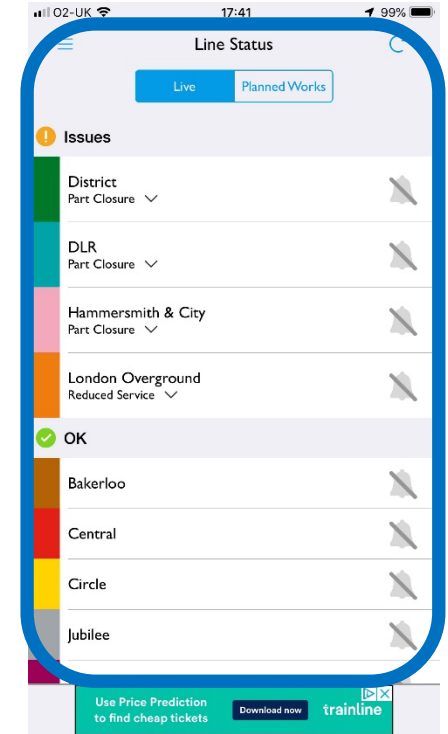 O2-UK 17:41 99%
Line Status
Live Planned Works
Issues
District
Part Closure
DLR
Part Closure
Hammersmith & City
Part Closure
London Overground
Reduced Service
OK
Bakerloo
Central
Circle
Jubilee
Use Price Prediction
to find cheap tickets
Download now
trainline